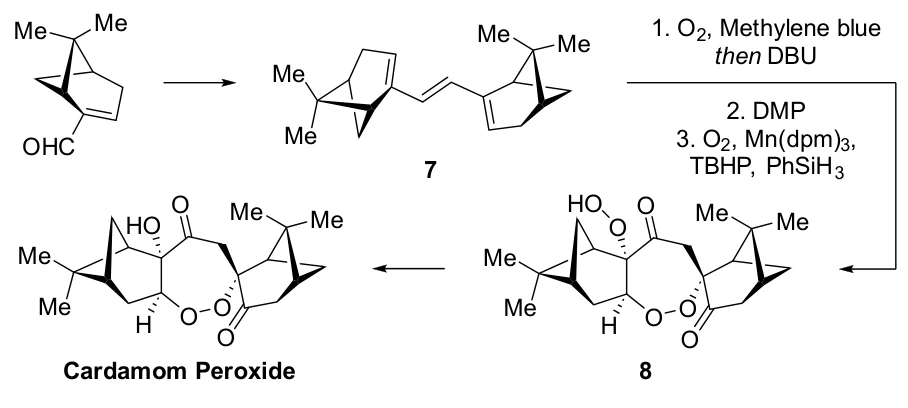 Me
Me
OHC
Me
Me
Me
Me
7
1. O₂, Methylene blue
then DBU
2. DMP
3. O₂, Mn(dpm)₃,
TBHP, PhSiH₃
HO
O
Me
Me
Me
Me
H
O
O
O
Cardamom Peroxide
HO
O
O
Me
Me
Me
Me
H
O
O
O
8